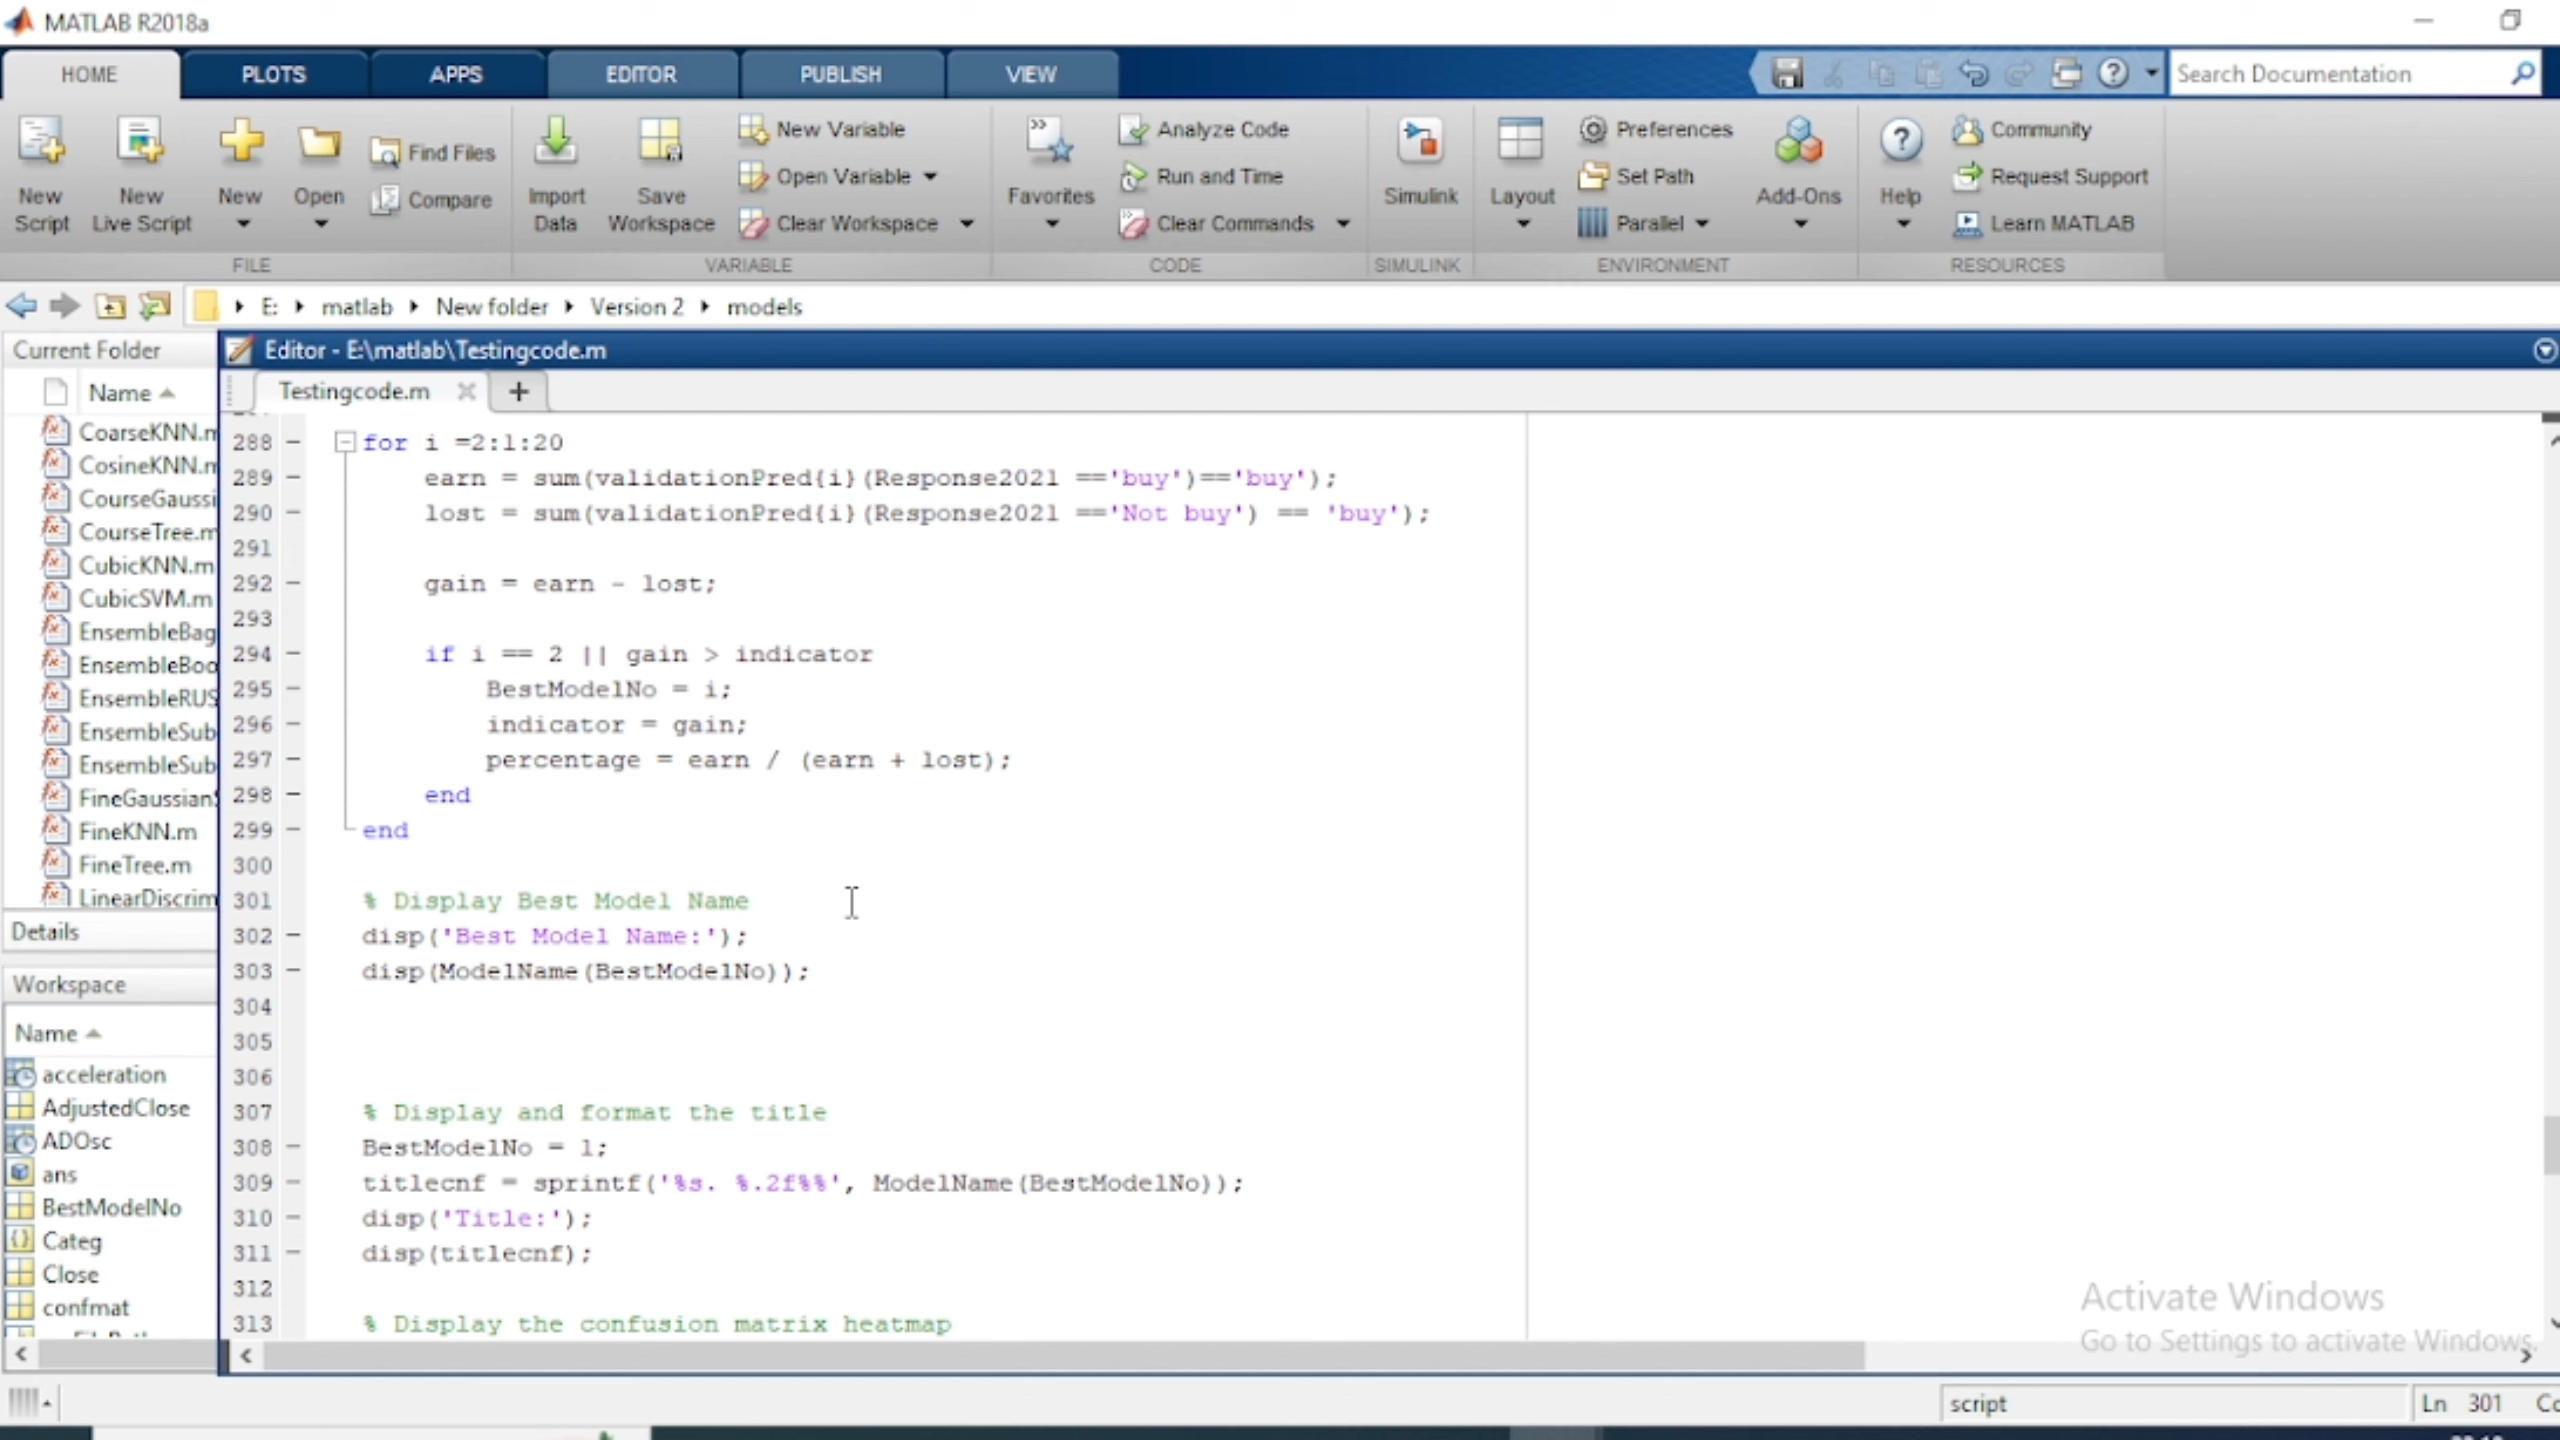 MATLAB R2018a
HOME PLOTS APPS EDITOR PUBLISH VIEW Search Documentation
New Script
New Live Script
New
Open
Find Files
Compare
FILE
Import Data
Save Workspace
New Variable
Open Variable
Clear Workspace
VARIABLE
Favorites
Analyze Code
Run and Time
Clear Commands
CODE
Simulink
SIMULINK
Layout
Preferences
Set Path
Parallel
Add-Ons
ENVIRONMENT
Help
Community
Request Support
Learn MATLAB
RESOURCES
E: matlab New folder Version 2 models
Current Folder
Name
CoarseKNN.m
CosineKNN.m
CourseGaussi
CourseTree.m
CubicKNN.m
CubicSVM.m
EnsembleBag
EnsembleBoo
EnsembleRUS
EnsembleSub
EnsembleSub
FineGaussian
FineKNN.m
FineTree.m
LinearDiscrim
Details
Workspace
Name
acceleration
AdjustedClose
ADOsc
ans
BestModelNo
Categ
Close
confmat
Editor - E:\matlab\Testingcode.m
Testingcode.m × +
288 – for i =2:1:20
289 – earn = sum(validationPred{i}(Response2021 =='buy')=='buy');
290 – lost = sum(validationPred{i}(Response2021 =='Not buy') == 'buy');
291
292 – gain = earn - lost;
293
294 – if i == 2 || gain > indicator
295 – BestModelNo = i;
296 – indicator = gain;
297 – percentage = earn / (earn + lost);
298 – end
299 – end
300
301 % Display Best Model Name
302 – disp('Best Model Name:');
303 – disp(ModelName(BestModelNo));
304
305
306
307 % Display and format the title
308 – BestModelNo = 1;
309 – titlecnf = sprintf('%s. %.2f%%', ModelName(BestModelNo));
310 – disp('Title:');
311 – disp(titlecnf);
312
313 % Display the confusion matrix heatmap
Activate Windows
Go to Settings to activate Windows.
script Ln 301 Co